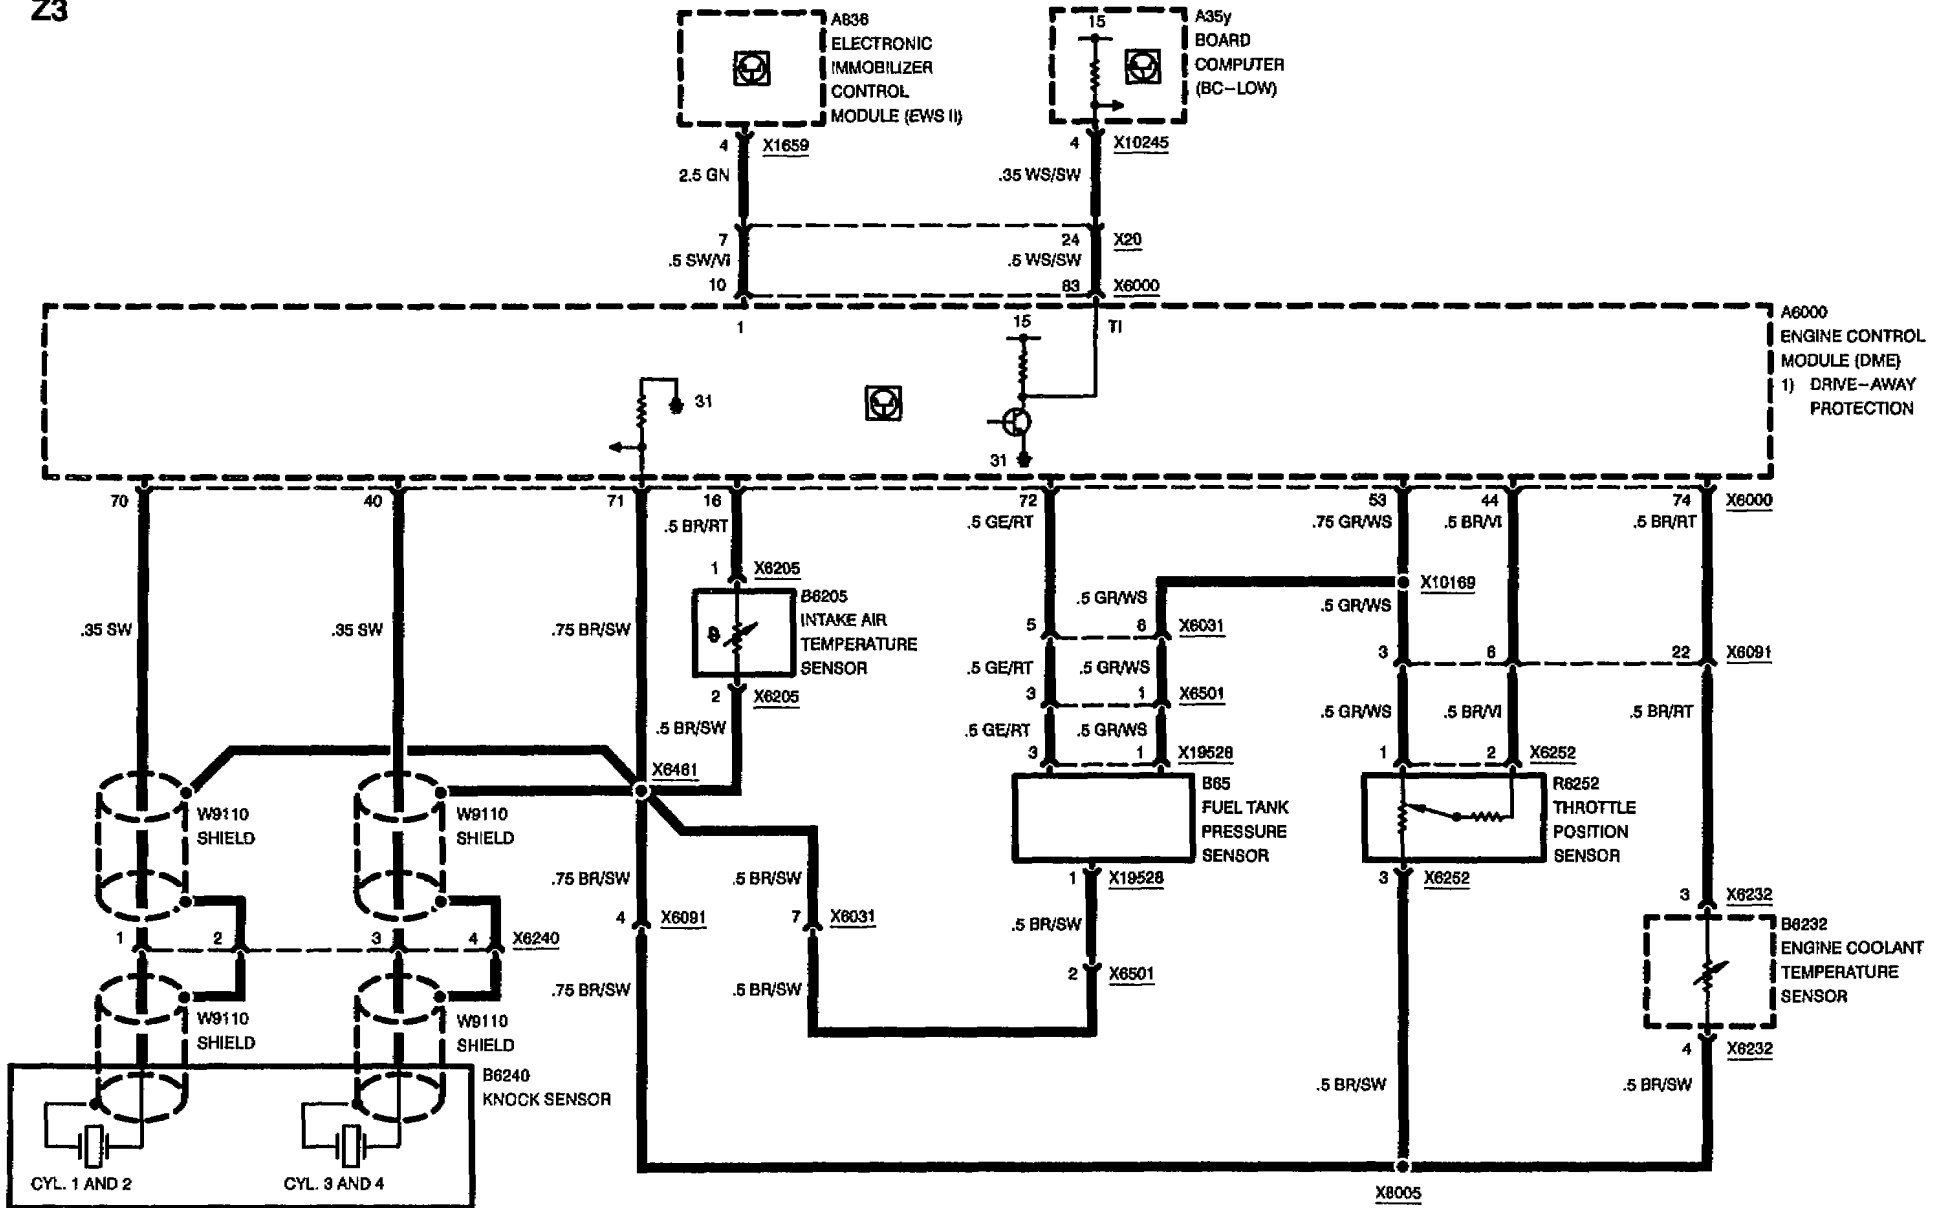 Z3
A836
ELECTRONIC
IMMOBILIZER
CONTROL
MODULE (EWS II)
15
A35y
BOARD
COMPUTER
(BC-LOW)
4 X1659
4 X10245
2.5 GN
.35 WS/SW
7
24 X20
.5 SW/VI
.5 WS/SW
10
83 X6000
1
15
TI
31
31
A6000
ENGINE CONTROL
MODULE (DME)
1) DRIVE-AWAY
PROTECTION
70
40
71
16
72
53
44
74 X6000
.5 BR/RT
.5 GE/RT
.75 GR/WS
.5 BR/VI
.5 BR/RT
1 X6205
X10169
.5 GR/WS
.5 GR/WS
B6205
INTAKE AIR
TEMPERATURE
SENSOR
ϑ
.35 SW
.35 SW
.75 BR/SW
5
8 X6031
3
6
22 X6091
.5 GE/RT
.5 GR/WS
2 X6205
3
1 X6501
.5 BR/SW
.5 GE/RT
.5 GR/WS
.5 GR/WS
.5 BR/VI
.5 BR/RT
3
1 X19528
1
2 X6252
X6461
B65
FUEL TANK
PRESSURE
SENSOR
R6252
THROTTLE
POSITION
SENSOR
W9110
SHIELD
W9110
SHIELD
.75 BR/SW
.5 BR/SW
1 X19528
3 X6252
3 X6232
4 X6091
7 X6031
.5 BR/SW
1
2
3
4 X6240
B6232
ENGINE COOLANT
TEMPERATURE
SENSOR
2 X6501
.75 BR/SW
.5 BR/SW
W9110
SHIELD
W9110
SHIELD
4 X6232
B6240
KNOCK SENSOR
.5 BR/SW
.5 BR/SW
CYL. 1 AND 2
CYL. 3 AND 4
X8005